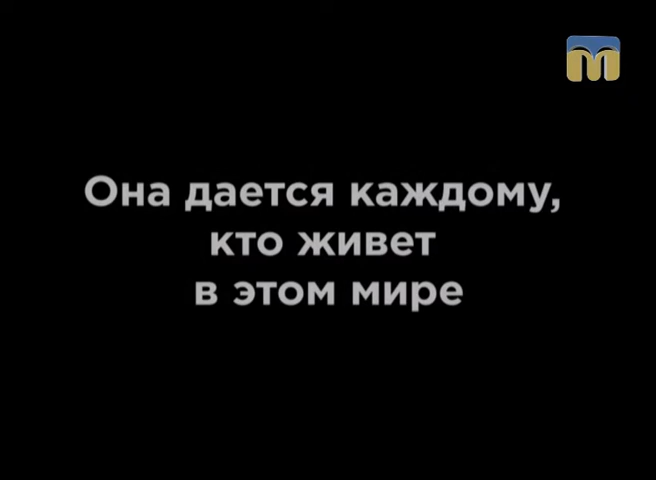 Она дается каждому,
кто живет
в этом мире